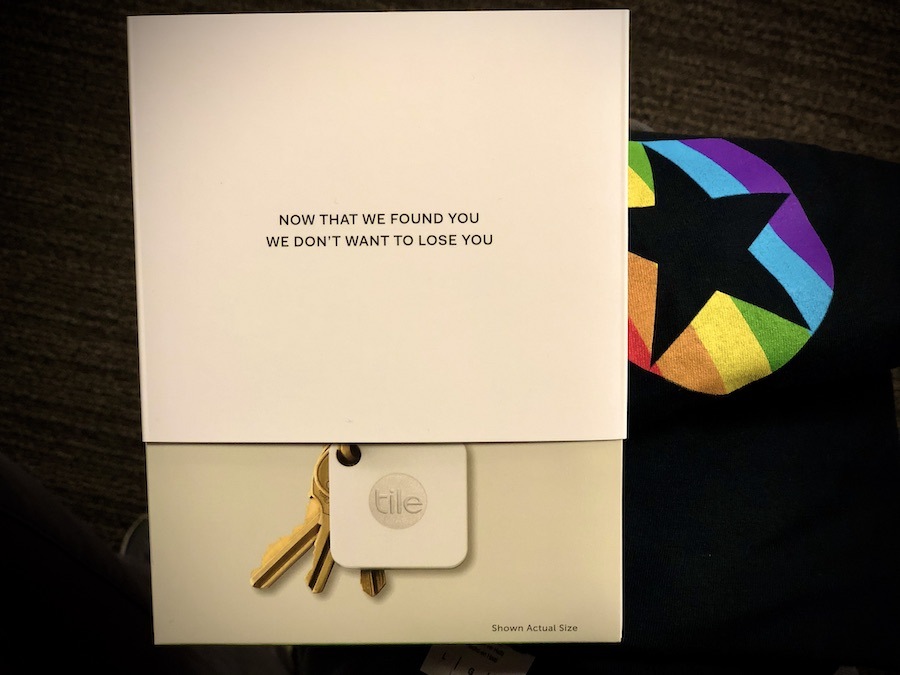 NOW THAT WE FOUND YOU
WE DON'T WANT TO LOSE YOU
tile
Shown Actual Size